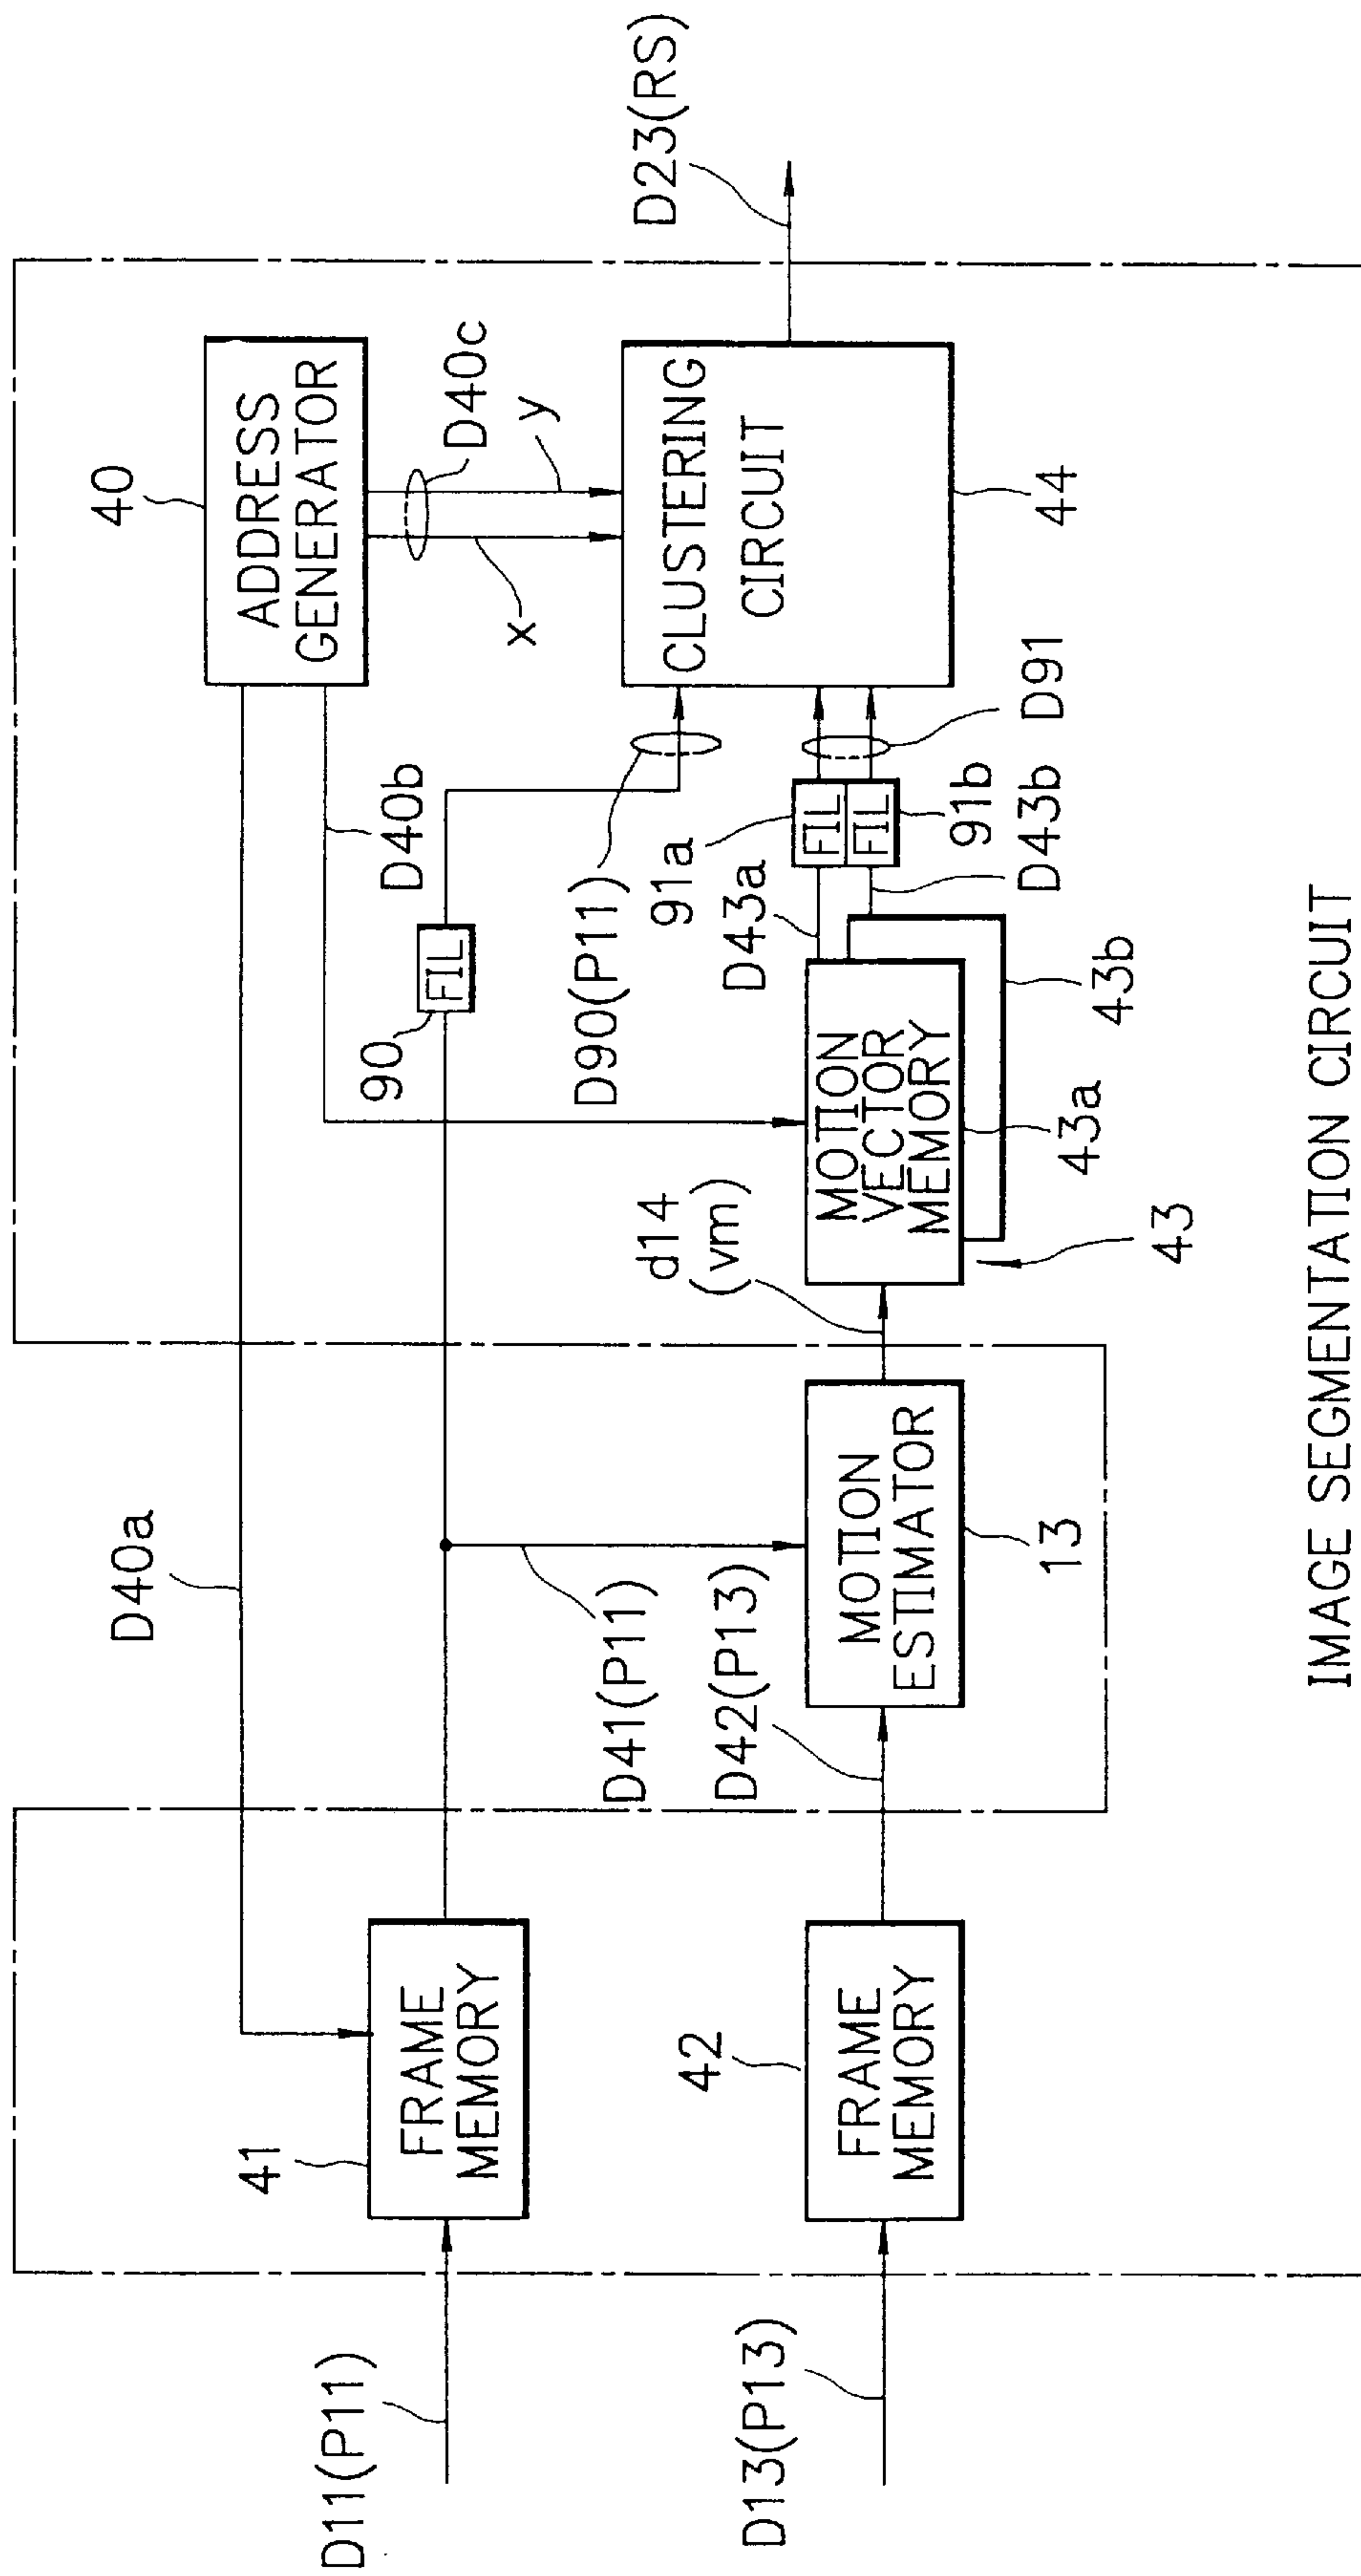 40
ADDRESS
GENERATOR
D40a
D40b
D40c
x
y
D23(RS)
D11(P11)
41
FRAME
MEMORY
90
FIL
D41(P11)
D90(P11)
CLUSTERING
CIRCUIT
44
D13(P13)
42
FRAME
MEMORY
D42(P13)
MOTION
ESTIMATOR
13
d14
(vm)
MOTION
VECTOR
MEMORY
43a
43b
43
D43a
91a
FIL
FIL
91b
D43b
D91
IMAGE SEGMENTATION CIRCUIT